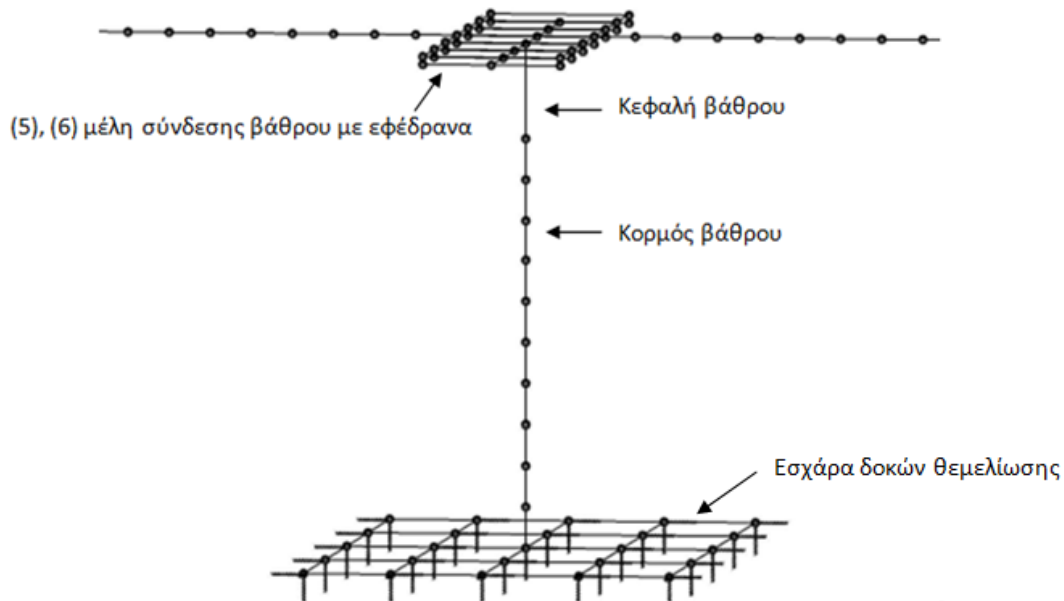 Κεφαλή βάθρου
(5), (6) μέλη σύνδεσης βάθρου με εφέδρανα
Κορμός βάθρου
Εσχάρα δοκών θεμελίωσης